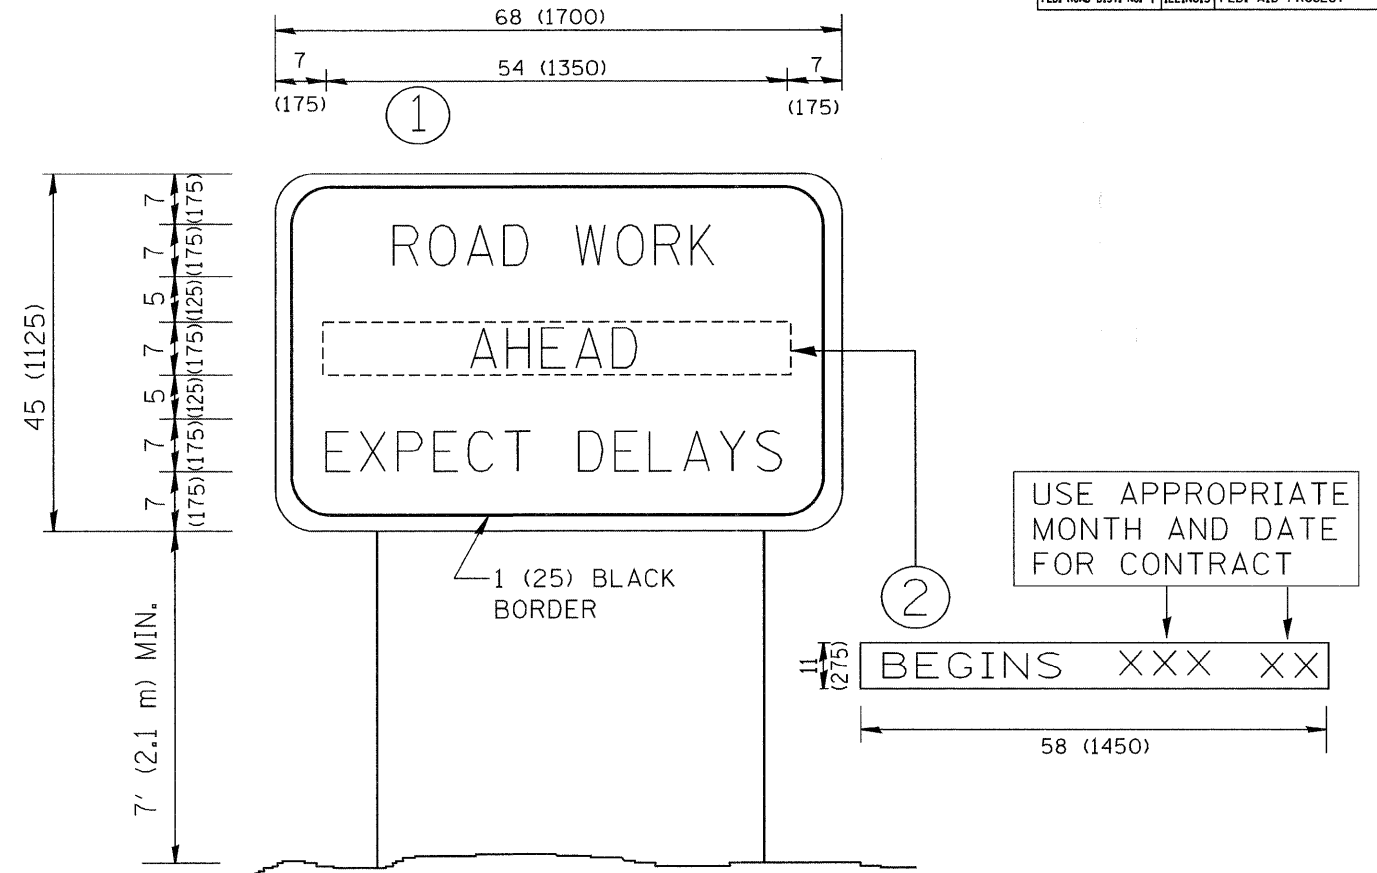 ILLINOIS
68 (1700)
7
54 (1350)
7
(175)
(175)
1
7
(175)
7
(175)
5
(125)
7
(175)
5
(125)
7
(175)
7
(175)
45 (1125)
ROAD WORK
AHEAD
EXPECT DELAYS
1 (25) BLACK
BORDER
7' (2.1 m) MIN.
2
USE APPROPRIATE
MONTH AND DATE
FOR CONTRACT
11
(275)
BEGINS XXX XX
58 (1450)